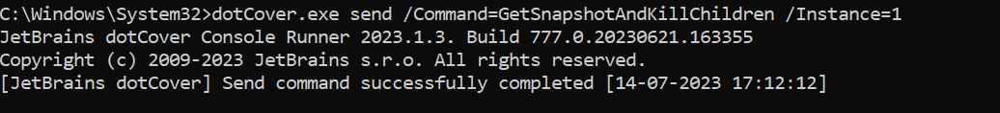 C:\Windows\System32>dotCover.exe send /Command=GetSnapshotAndKillChildren /Instance=1
JetBrains dotCover Console Runner 2023.1.3. Build 777.0.20230621.163355
Copyright (c) 2009-2023 JetBrains s.r.o. All rights reserved.
[JetBrains dotCover] Send command successfully completed [14-07-2023 17:12:12]